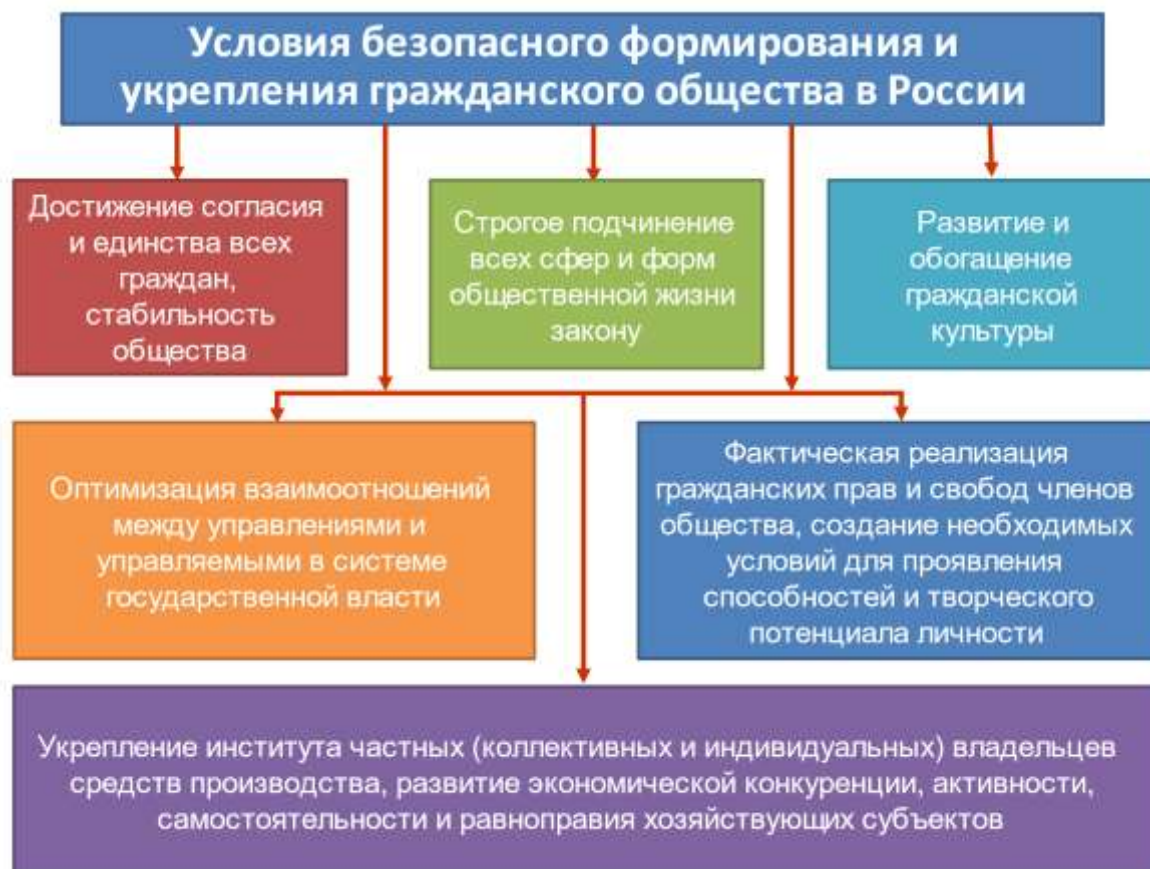 Условия безопасного формирования и
укрепления гражданского общества в России
Достижение согласия
и единства всех
граждан,
стабильность
общества
Строгое подчинение
всех сфер и форм
общественной жизни
закону
Развитие и
обогащение
гражданской
культуры
Оптимизация взаимоотношений
между управлениями и
управляемыми в системе
государственной власти
Фактическая реализация
гражданских прав и свобод членов
общества, создание необходимых
условий для проявления
способностей и творческого
потенциала личности
Укрепление института частных (коллективных и индивидуальных) владельцев
средств производства, развитие экономической конкуренции, активности,
самостоятельности и равноправия хозяйствующих субъектов